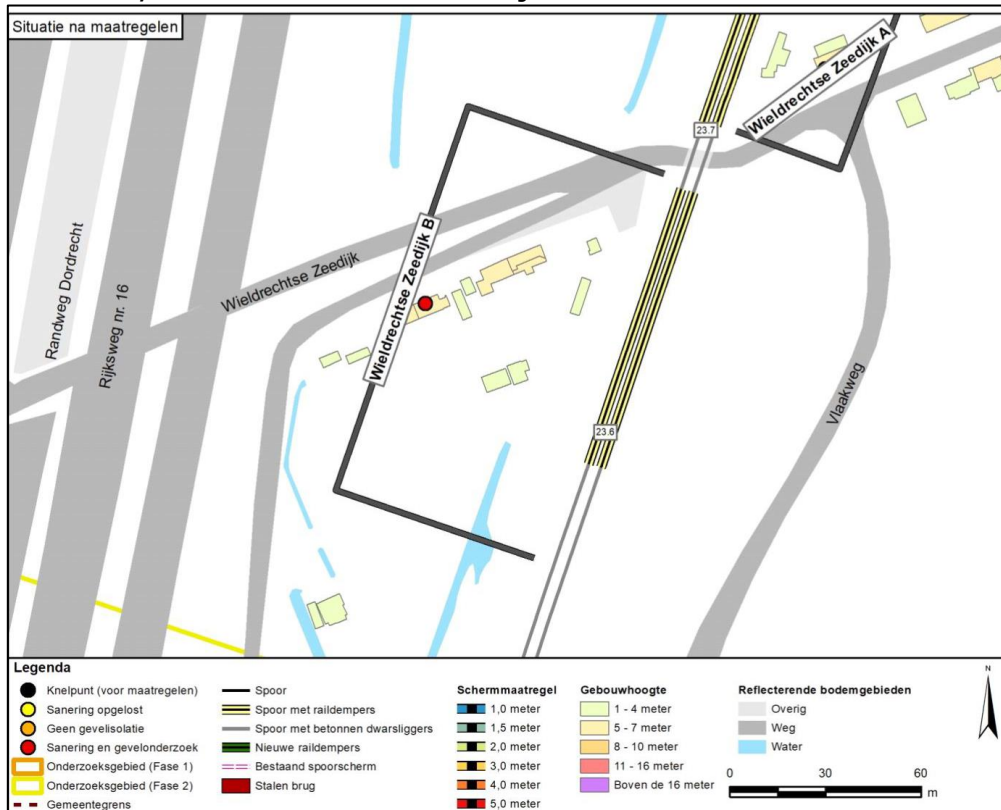 Situatie na maatregelen
Wieldrechtse Zeedijk A
23.7
Wieldrechtse Zeedijk B
Wieldrechtse Zeedijk
Randweg Dordrecht
Rijksweg nr. 16
23.6
Vlaakweg
Legenda
Knelpunt (voor maatregelen)
Sanering opgelost
Geen gevelisolatie
Sanering en gevelonderzoek
Onderzoeksgebied (Fase 1)
Onderzoeksgebied (Fase 2)
Gemeentegrens
Spoor
Spoor met raildempers
Spoor met betonnen dwarsliggers
Nieuwe raildempers
Bestaand spoorscherm
Stalen brug
Schermmaatregel
1,0 meter
1,5 meter
2,0 meter
3,0 meter
4,0 meter
5,0 meter
Gebouwhoogte
1 - 4 meter
5 - 7 meter
8 - 10 meter
11 - 16 meter
Boven de 16 meter
Reflecterende bodemgebieden
Overig
Weg
Water
N
0 30 60
m